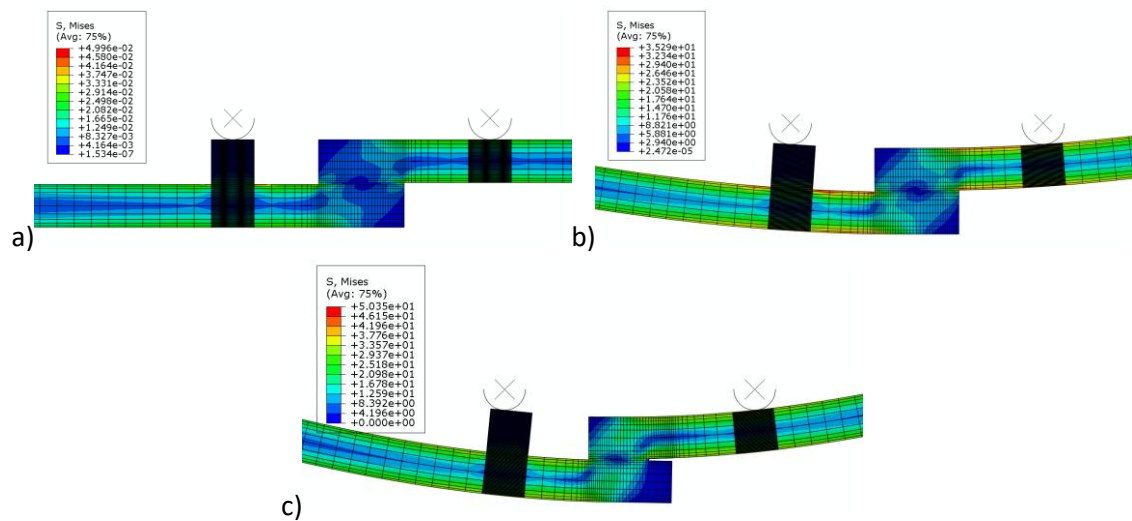 S, Mises
(Avg: 75%)
+4.996e-02
+4.580e-02
+4.164e-02
+3.747e-02
+3.331e-02
+2.914e-02
+2.498e-02
+2.082e-02
+1.665e-02
+1.249e-02
+8.327e-03
+4.164e-03
+1.534e-07
a)
S, Mises
(Avg: 75%)
+3.529e+01
+3.234e+01
+2.940e+01
+2.646e+01
+2.352e+01
+2.058e+01
+1.764e+01
+1.470e+01
+1.176e+01
+8.821e+00
+5.881e+00
+2.940e+00
+2.472e-05
b)
S, Mises
(Avg: 75%)
+5.035e+01
+4.615e+01
+4.196e+01
+3.776e+01
+3.357e+01
+2.937e+01
+2.518e+01
+2.098e+01
+1.678e+01
+1.259e+01
+8.392e+00
+4.196e+00
+0.000e+00
c)